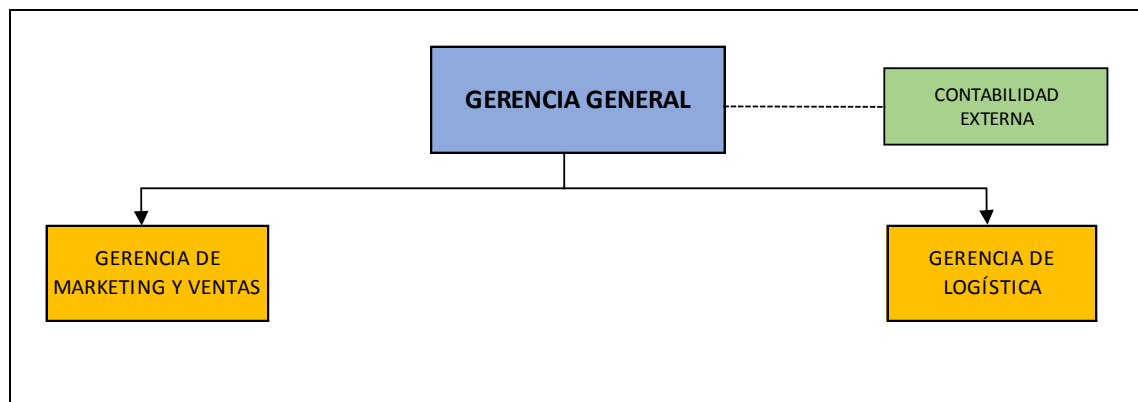 GERENCIA GENERAL
CONTABILIDAD
EXTERNA
GERENCIA DE
MARKETING Y VENTAS
GERENCIA DE
LOGÍSTICA